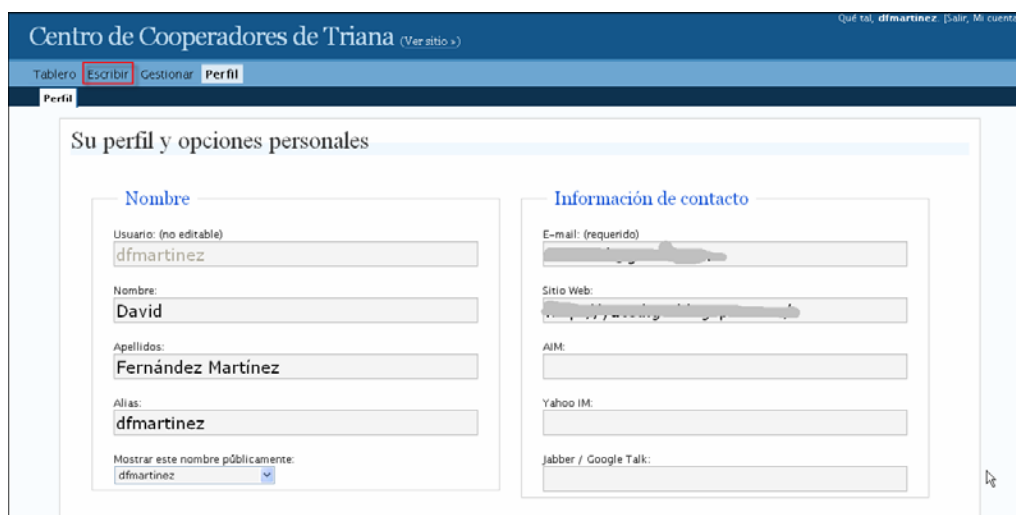 Qué tal, dfmartinez. [Salir, Mi cuenta
Centro de Cooperadores de Triana (Ver sitio »)
Tablero Escribir Gestionar Perfil
Perfil
Su perfil y opciones personales
Nombre
Usuario: (no editable)
dfmartinez
Nombre:
David
Apellidos:
Fernández Martínez
Alias:
dfmartinez
Mostrar este nombre públicamente:
dfmartinez
Información de contacto
E-mail: (requerido)
Sitio Web:
AIM:
Yahoo IM:
Jabber / Google Talk: